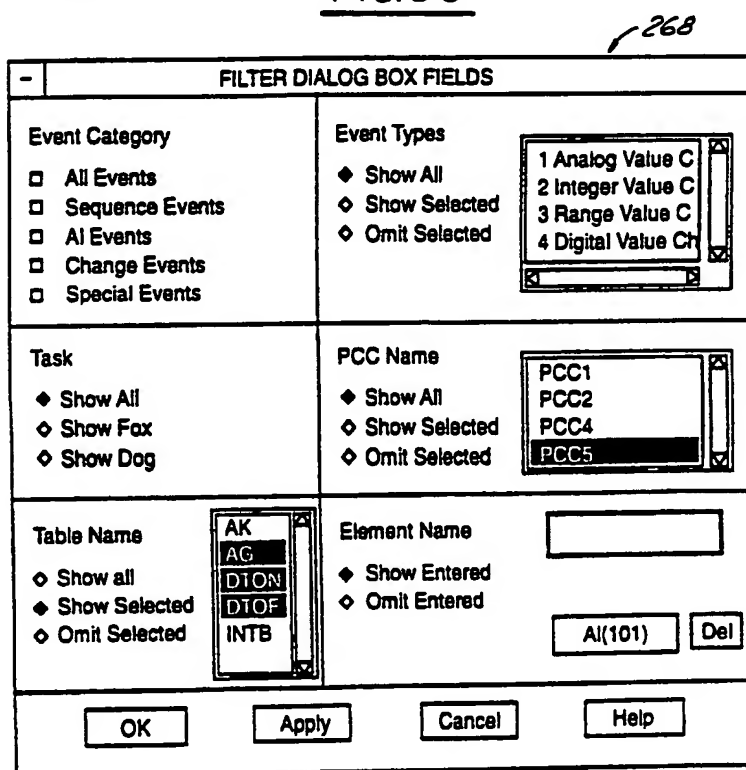 268
FILTER DIALOG BOX FIELDS
Event Category
All Events
Sequence Events
AI Events
Change Events
Special Events
Event Types
Show All
Show Selected
Omit Selected
1 Analog Value C
2 Integer Value C
3 Range Value C
4 Digital Value Ch
Task
Show All
Show Fox
Show Dog
PCC Name
Show All
Show Selected
Omit Selected
PCC1
PCC2
PCC4
PCC5
Table Name
Show all
Show Selected
Omit Selected
AK
AG
DTON
DTOF
INTB
Element Name
Show Entered
Omit Entered
AI(101)
Del
OK
Apply
Cancel
Help